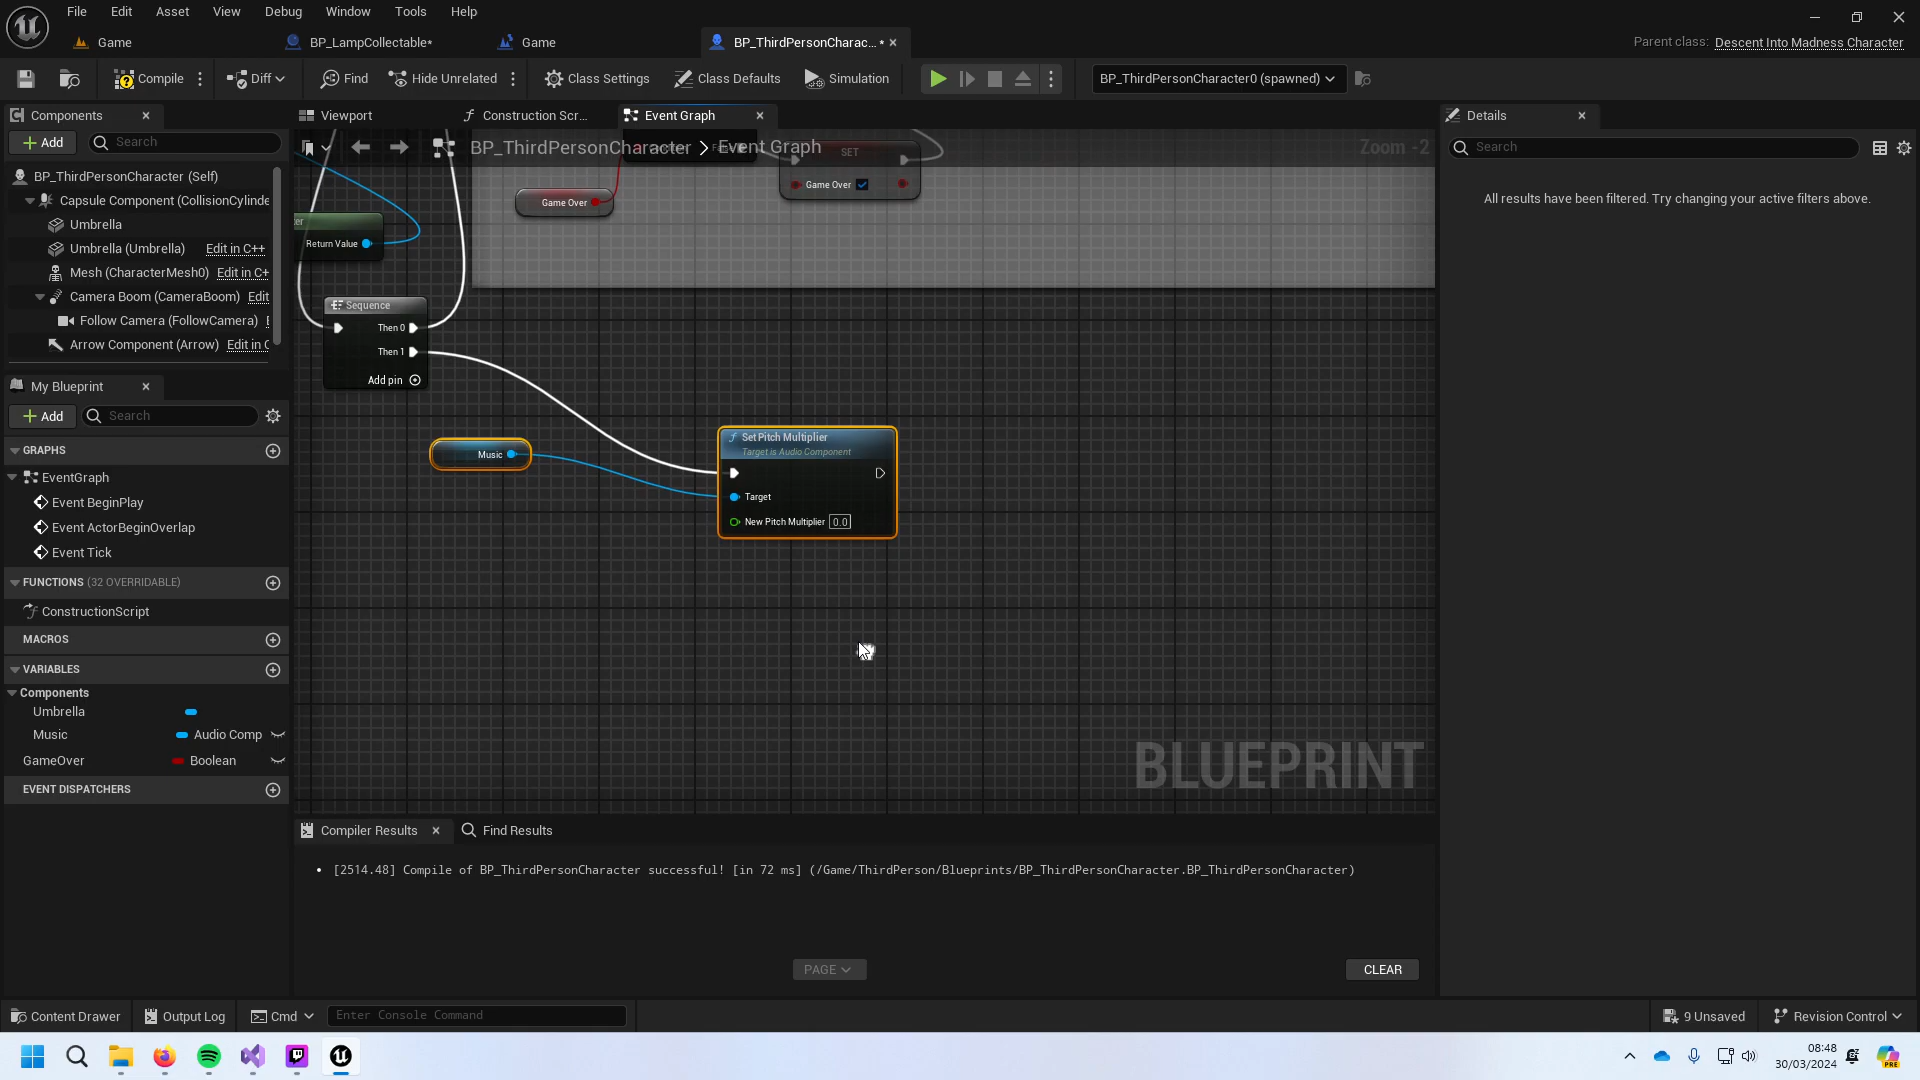 File Edit Asset View Debug Window Tools Help
Game BP_LampCollectable* Game BP_ThirdPersonCharac... * Parent class: Descent Into Madness Character
Compile Diff Find Hide Unrelated Class Settings Class Defaults Simulation BP_ThirdPersonCharacter0 (spawned)
Components Viewport Construction Scr... Event Graph Details
Add Search BP_ThirdPersonCharacter > Event Graph Zoom -2 Search
BP_ThirdPersonCharacter (Self)
Capsule Component (CollisionCylinde
Umbrella
Umbrella (Umbrella) Edit in C++
Mesh (CharacterMesh0) Edit in C+
Camera Boom (CameraBoom) Edit
Follow Camera (FollowCamera)
Arrow Component (Arrow) Edit in C
All results have been filtered. Try changing your active filters above.
SET
Game Over
Game Over
Return Value
Sequence
Then 0
Then 1
Add pin
Music
Set Pitch Multiplier
Target is Audio Component
Target
New Pitch Multiplier 0.0
BLUEPRINT
My Blueprint
Add Search
GRAPHS
EventGraph
Event BeginPlay
Event ActorBeginOverlap
Event Tick
FUNCTIONS (32 OVERRIDABLE)
ConstructionScript
MACROS
VARIABLES
Components
Umbrella
Music Audio Comp
GameOver Boolean
EVENT DISPATCHERS
Compiler Results Find Results
• [2514.48] Compile of BP_ThirdPersonCharacter successful! [in 72 ms] (/Game/ThirdPerson/Blueprints/BP_ThirdPersonCharacter.BP_ThirdPersonCharacter)
PAGE CLEAR
Content Drawer Output Log Cmd Enter Console Command 9 Unsaved Revision Control
08:48
30/03/2024
PRE